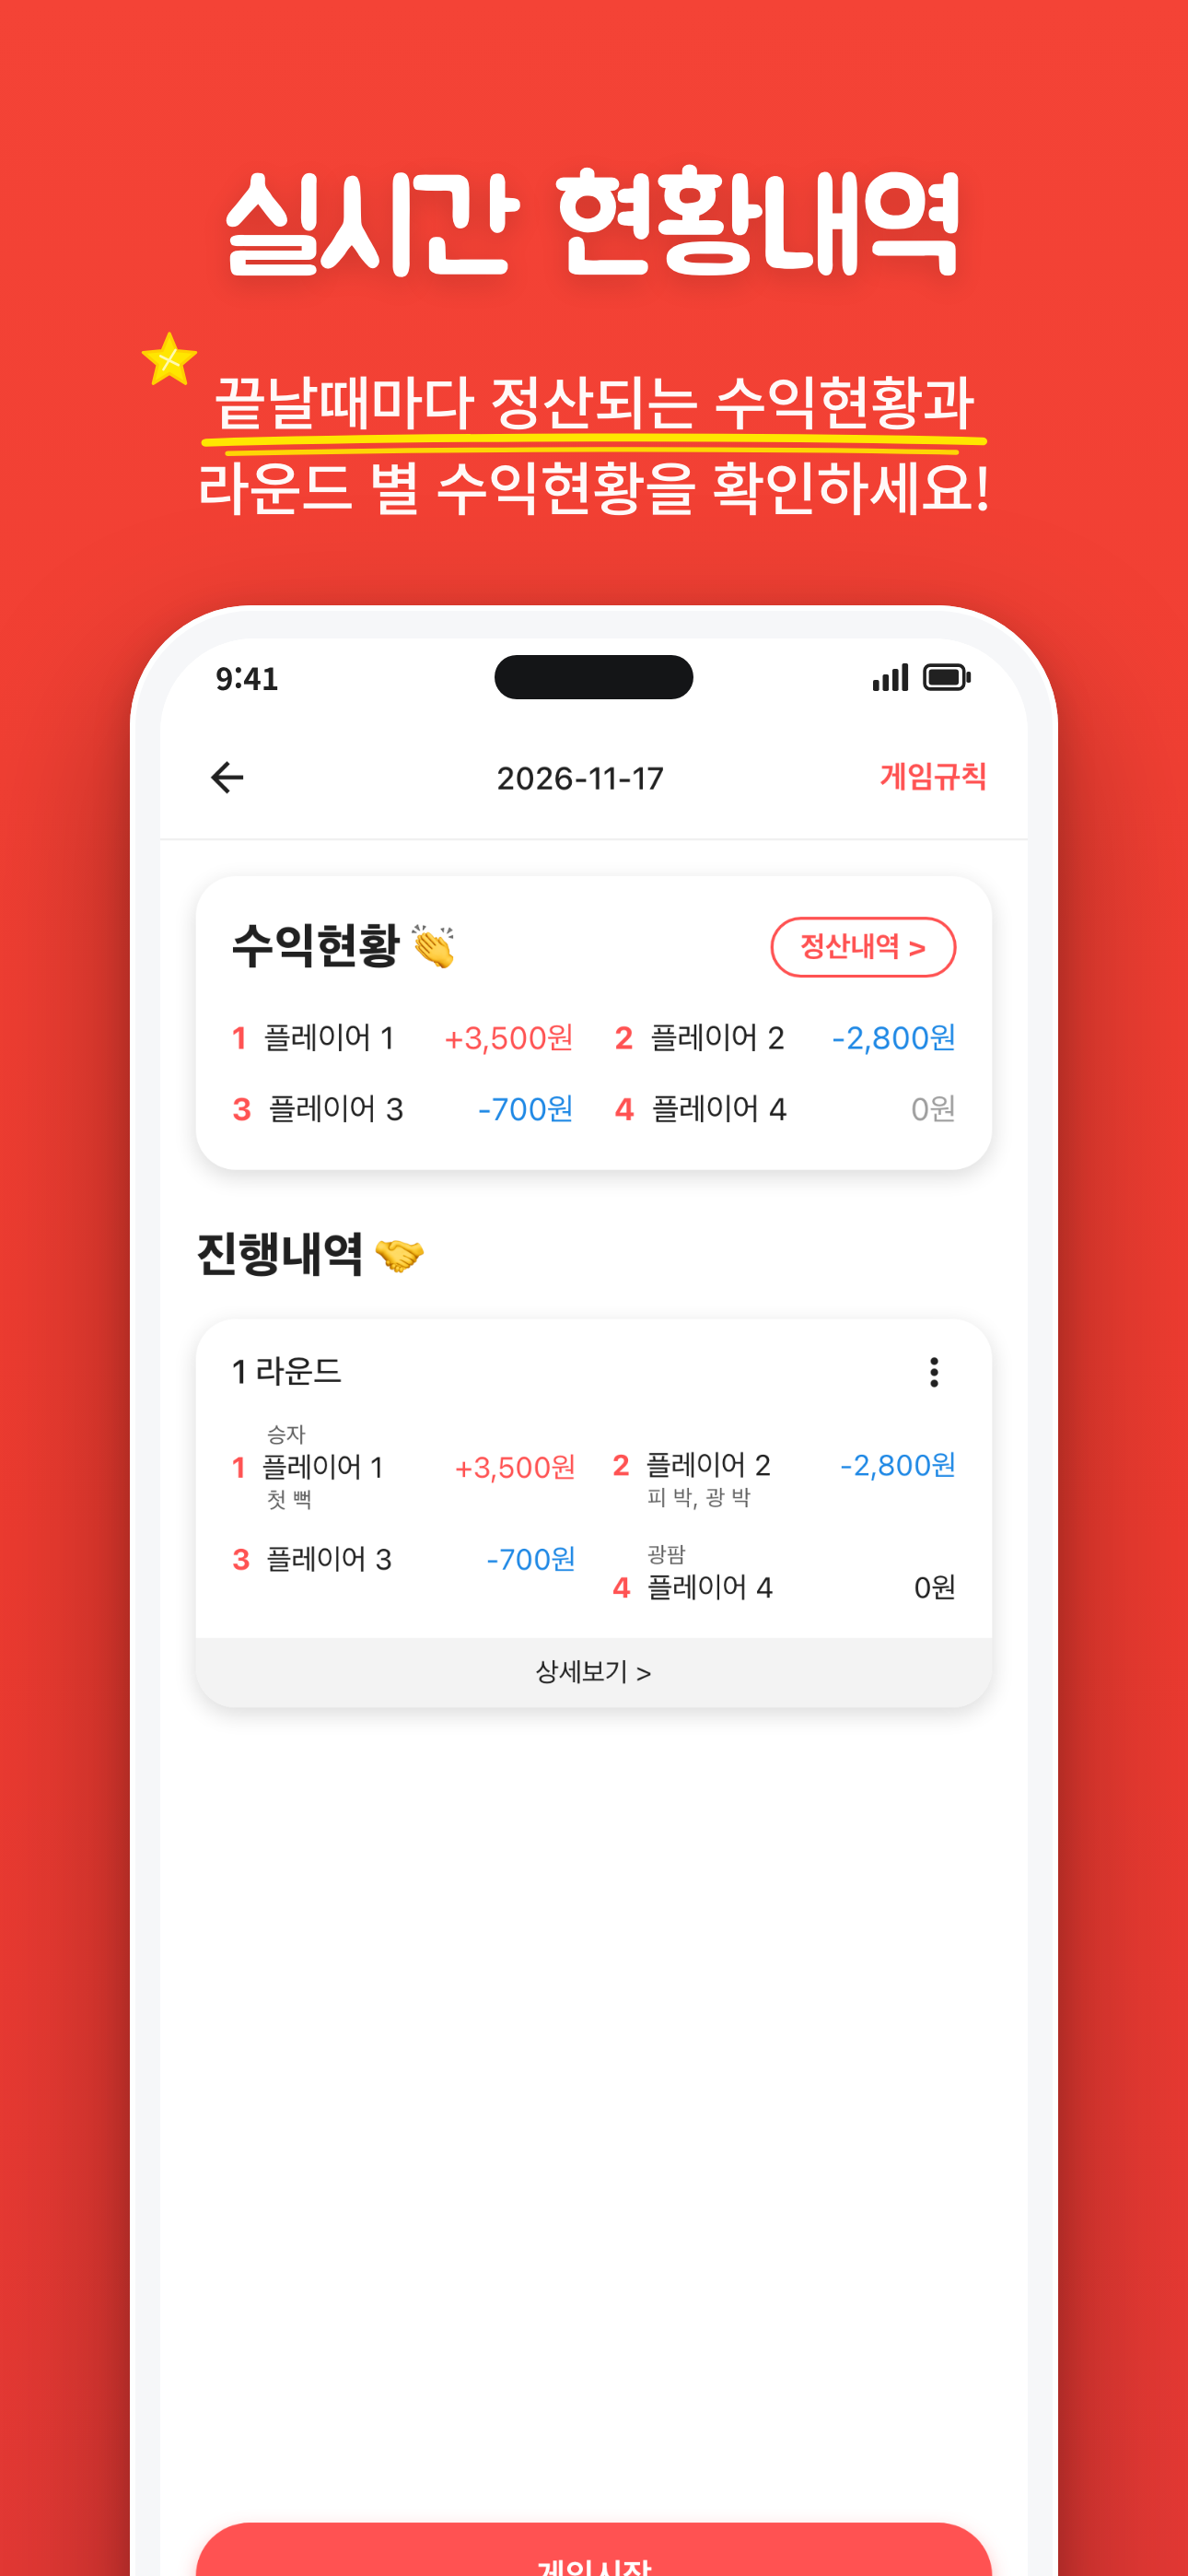 실시간 현황내역
끝날때마다 정산되는 수익현황과
라운드 별 수익현황을 확인하세요!
9:41
2026-11-17 게임규칙
수익현황 정산내역 >
1 플레이어 1 +3,500원 2 플레이어 2 -2,800원
3 플레이어 3 -700원 4 플레이어 4 0원
진행내역
1 라운드
승자
1 플레이어 1 +3,500원 2 플레이어 2 -2,800원
첫 뻑 피 박, 광 박
광팜
3 플레이어 3 -700원 4 플레이어 4 0원
상세보기 >
게임시작